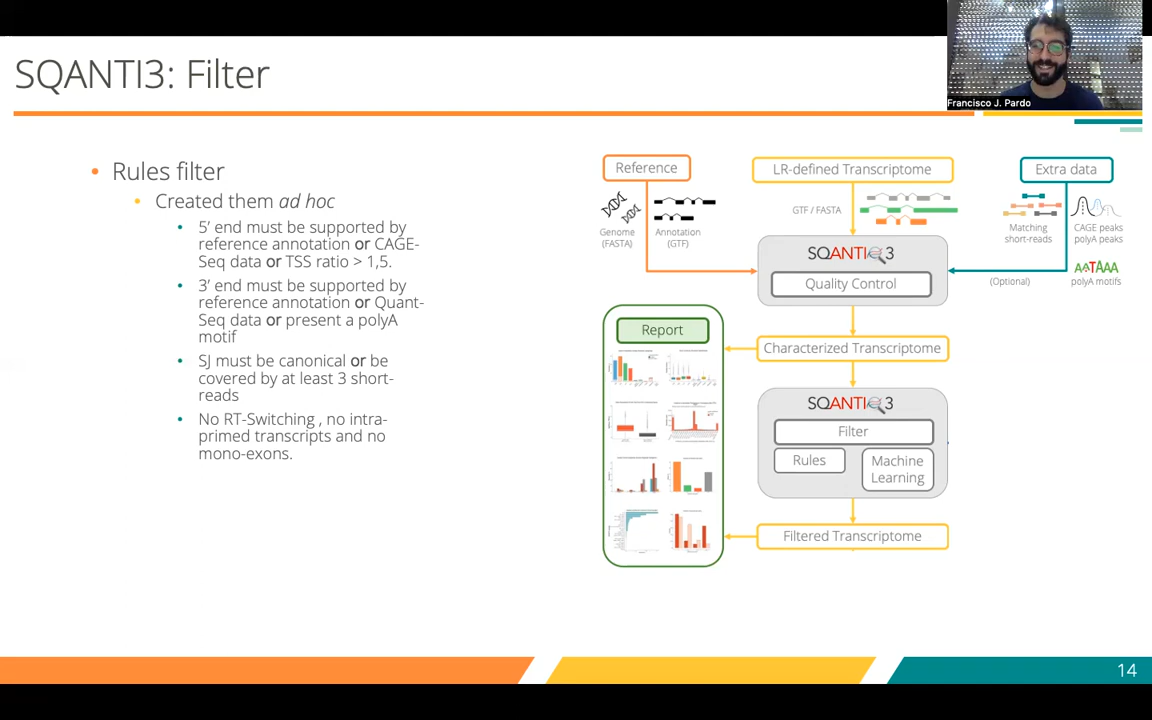 SQANTI3: Filter
Francisco J. Pardo
• Rules filter
• Created them ad hoc
• 5’ end must be supported by
reference annotation or CAGE-
Seq data or TSS ratio > 1,5.
• 3’ end must be supported by
reference annotation or Quant-
Seq data or present a polyA
motif
• SJ must be canonical or be
covered by at least 3 short-
reads
• No RT-Switching , no intra-
primed transcripts and no
mono-exons.
Reference
Genome
(FASTA)
Annotation
(GTF)
LR-defined Transcriptome
GTF / FASTA
Extra data
Matching
short-reads
CAGE peaks
polyA peaks
AATAAA
polyA motifs
(Optional)
SQANTI 3
Quality Control
Report
Characterized Transcriptome
SQANTI 3
Filter
Rules
Machine
Learning
Filtered Transcriptome
14